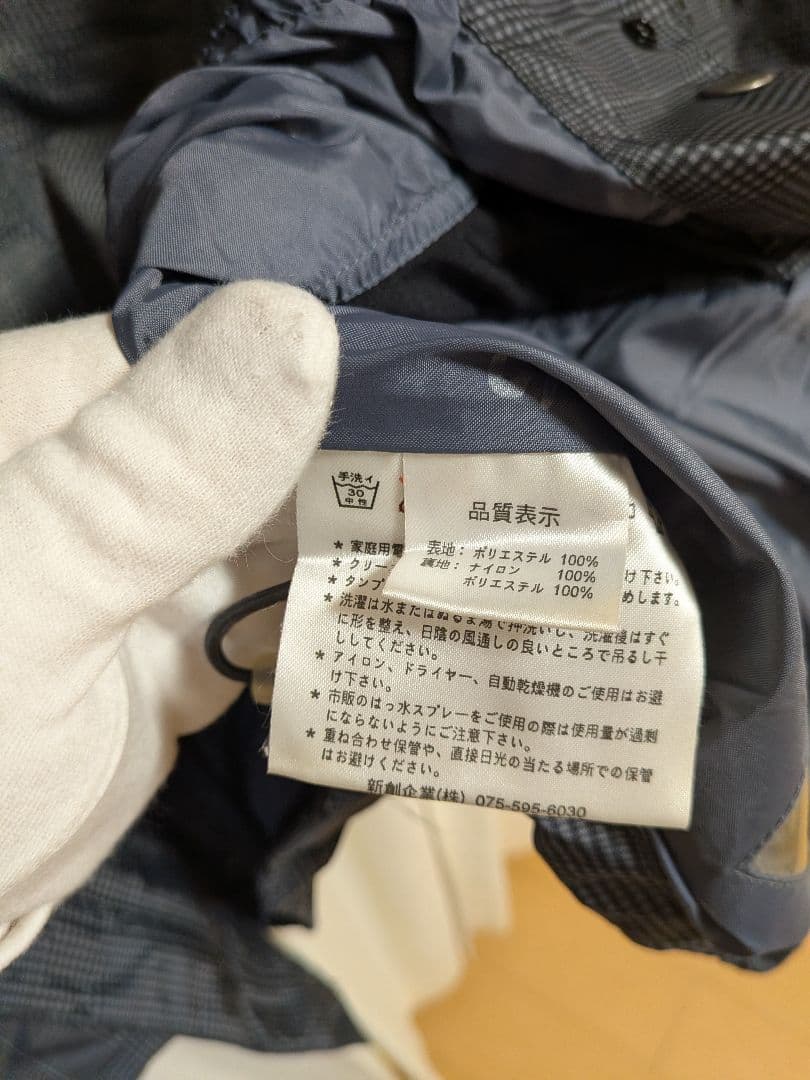 手洗イ
30
中性
品質表示
表地： ポリエステル 100%
裏地： ナイロン 100%
ポリエステル 100%
★ 家庭用電
★ クリー
け下さい。
★ タンブ
めします。
★ 洗濯は水またはぬるま湯で押洗いし、洗濯後はすぐ
に形を整え、日陰の風通しの良いところで吊るし干
ししてください。
★ アイロン、ドライヤー、自動乾燥機のご使用はお避
け下さい。
★ 市販のはっ水スプレーをご使用の際は使用量が過剰
にならないようにご注意下さい。
★ 重ね合わせ保管や、直接日光の当たる場所での保管
はお避けください。
新創企業(株) 075-595-6030